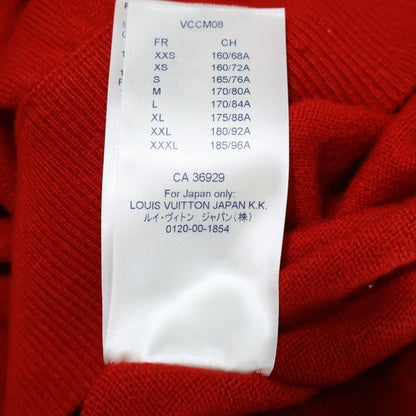 VCCM08
FR CH
XXS 160/68A
XS 160/72A
S 165/76A
M 170/80A
L 170/84A
XL 175/88A
XXL 180/92A
XXXL 185/96A
CA 36929
For Japan only:
LOUIS VUITTON JAPAN K.K.
ルイ・ヴィトン ジャパン(株)
0120-00-1854